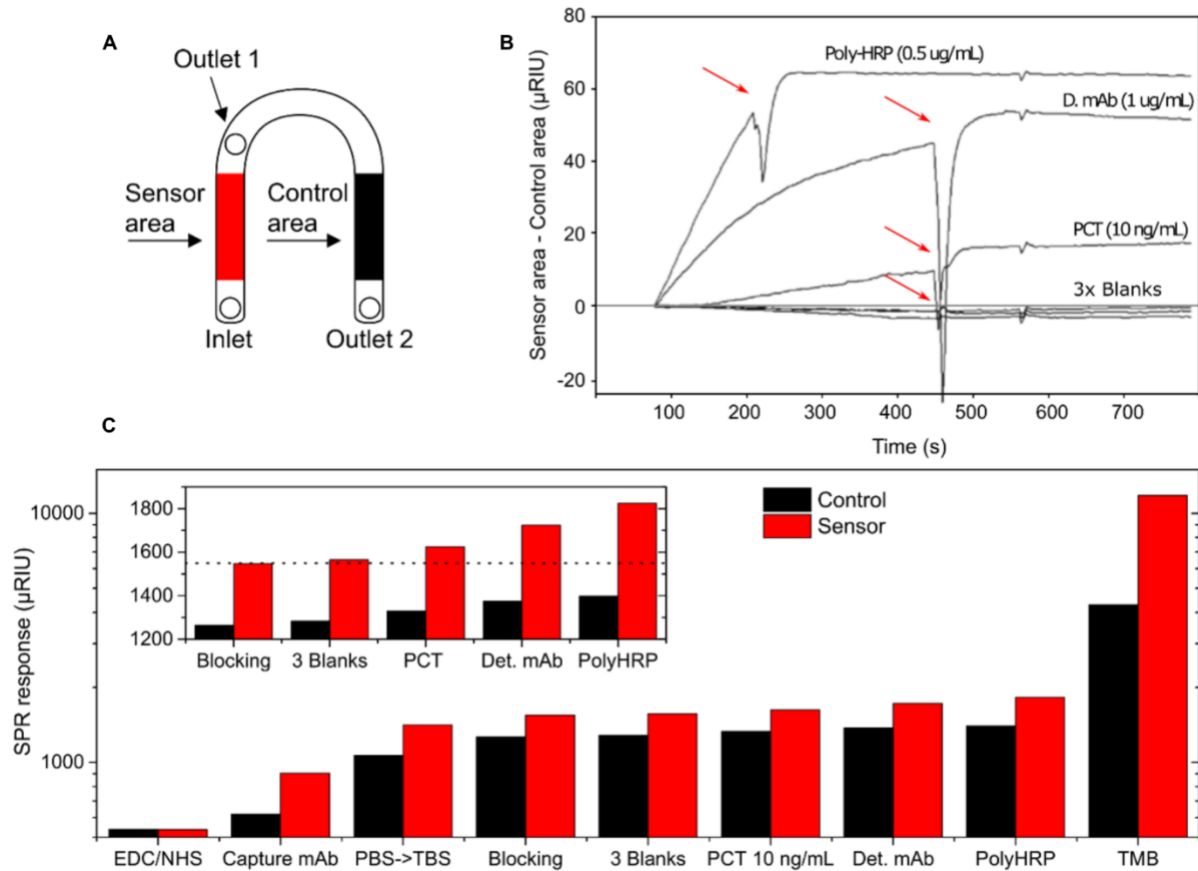 A
Outlet 1
Sensor
area
Control
area
Inlet
Outlet 2
B
Sensor area - Control area (µRIU)
80
60
40
20
0
-20
Poly-HRP (0.5 ug/mL)
D. mAb (1 ug/mL)
PCT (10 ng/mL)
3x Blanks
100
200
300
400
500
600
700
Time (s)
C
SPR response (µRIU)
10000
1000
1800
1600
1400
1200
Blocking
3 Blanks
PCT
Det. mAb
PolyHRP
Control
Sensor
EDC/NHS
Capture mAb
PBS->TBS
Blocking
3 Blanks
PCT 10 ng/mL
Det. mAb
PolyHRP
TMB